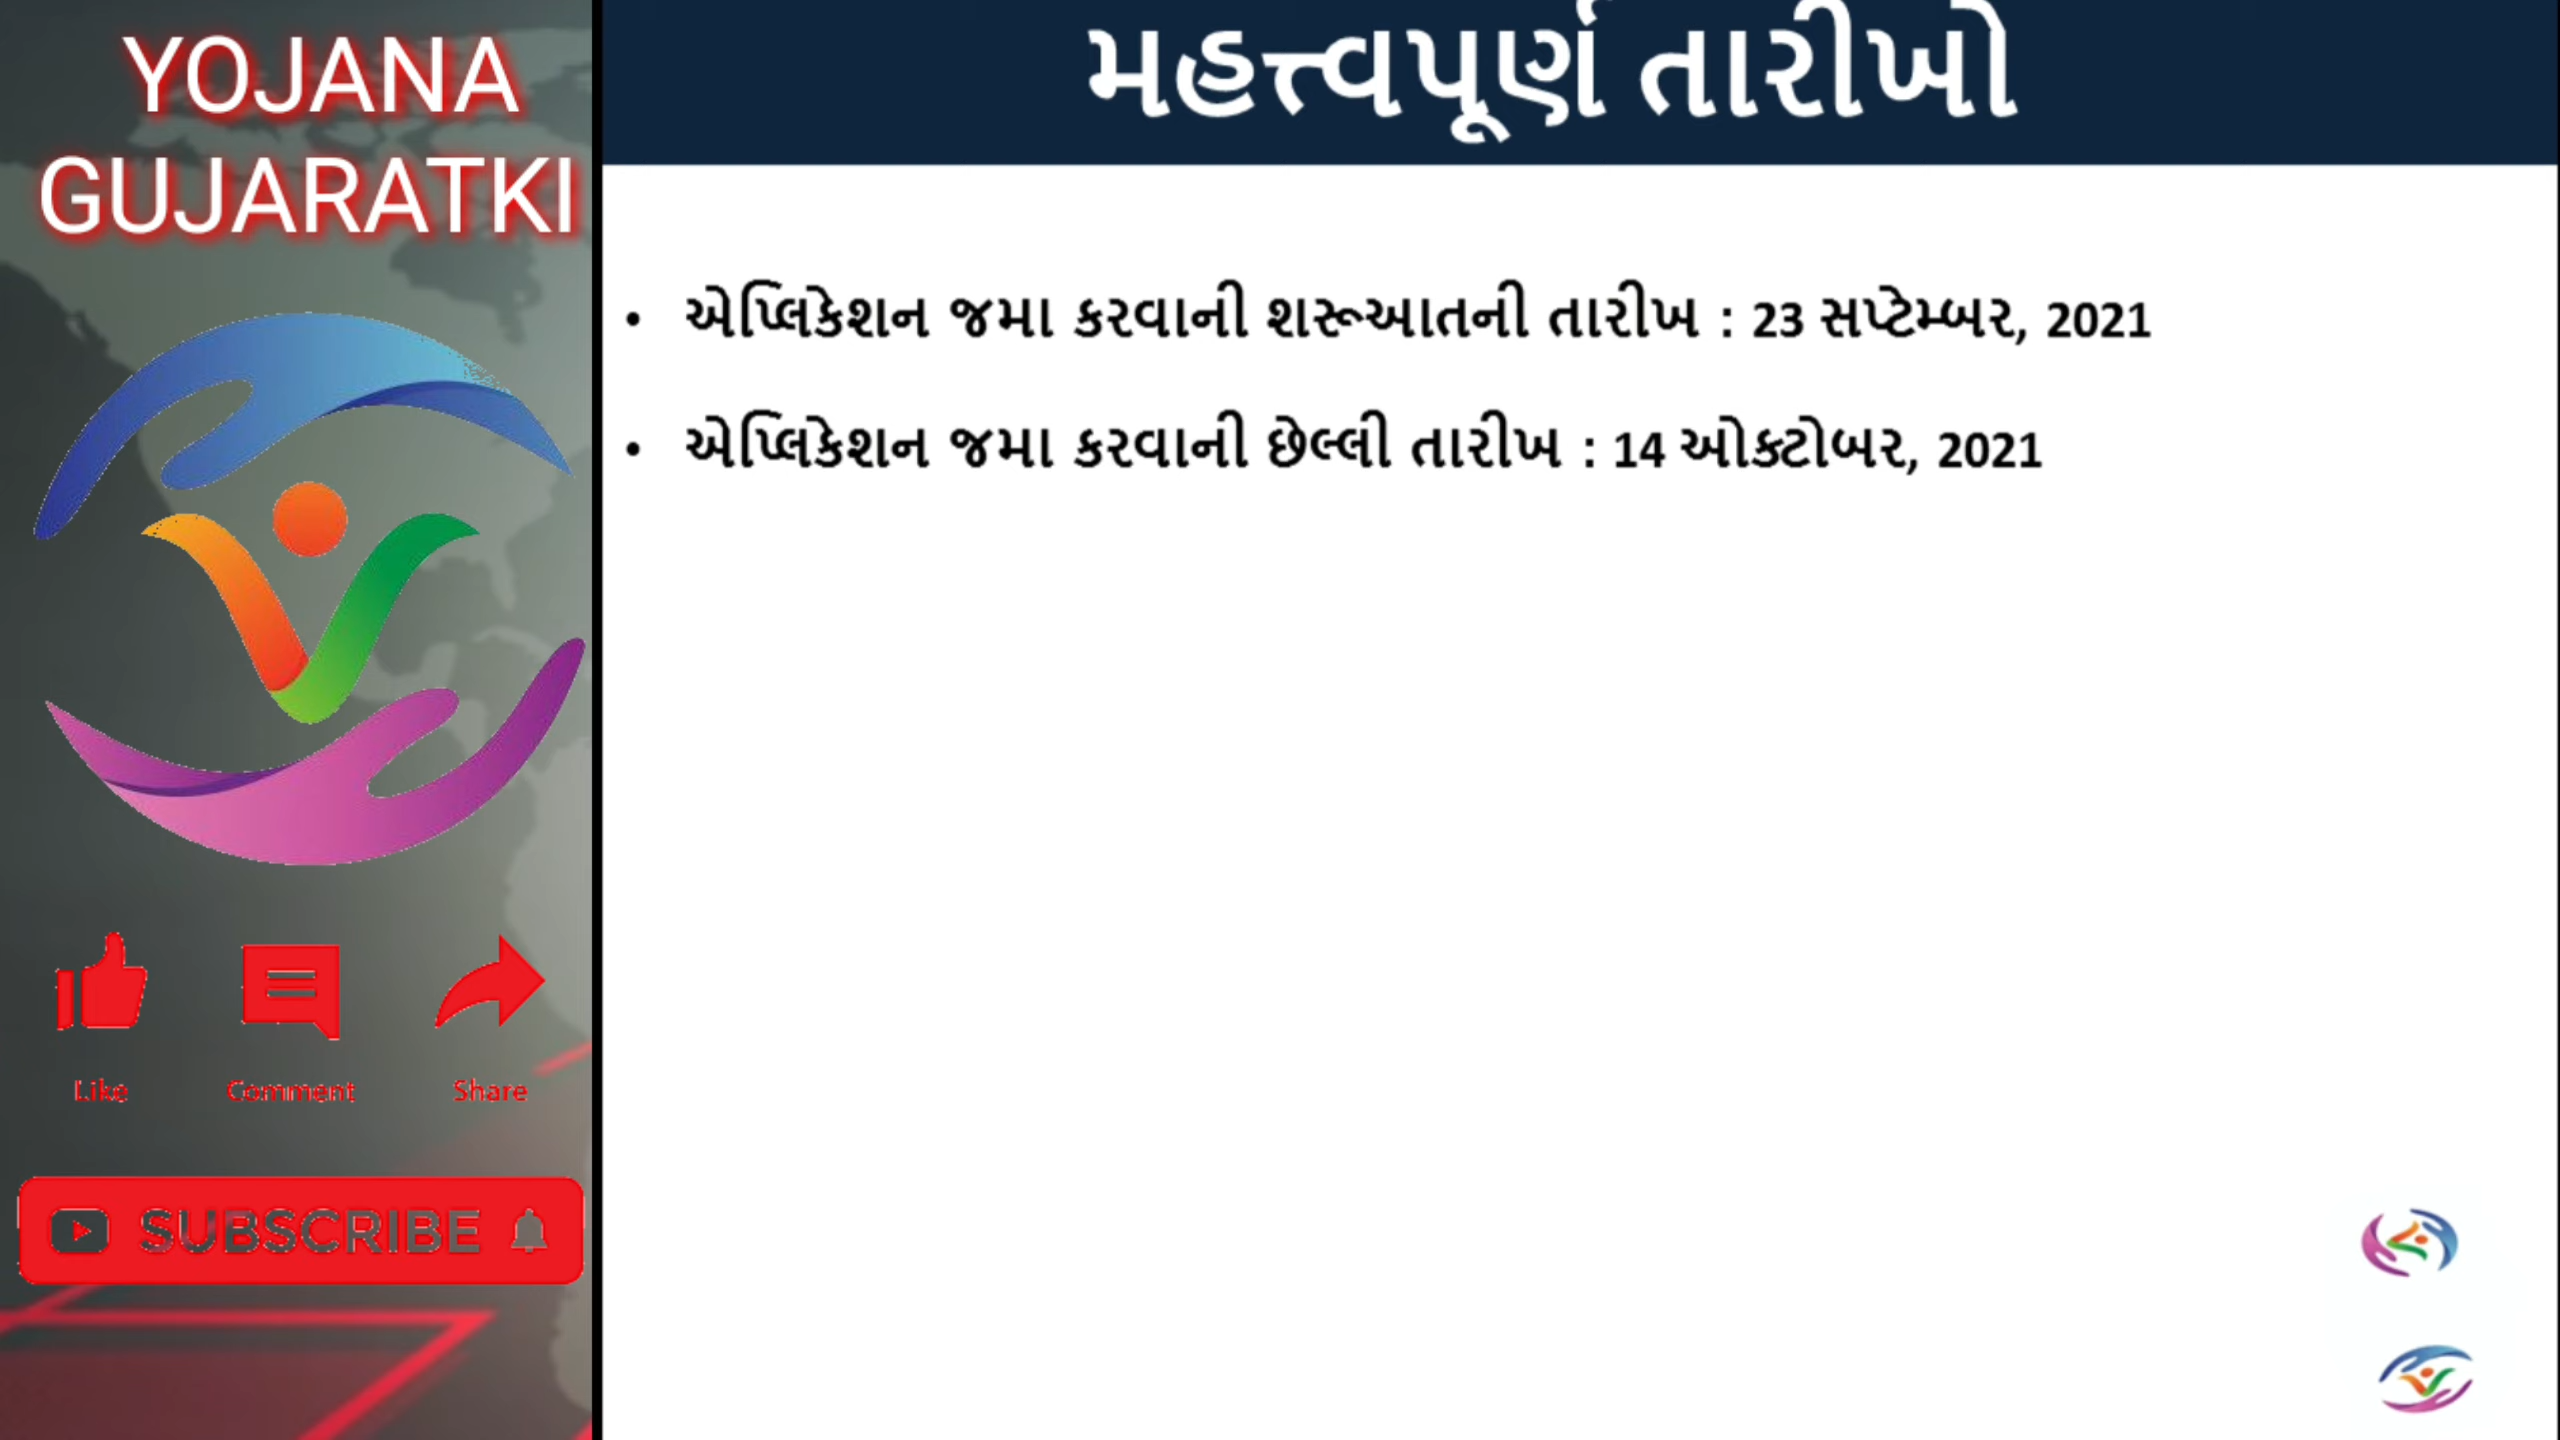 YOJANA
GUJARATKI
Like
Comment
Share
SUBSCRIBE
મહત્ત્વપૂર્ણ તારીખો
• એપ્લિકેશન જમા કરવાની શરૂઆતની તારીખ : 23 સપ્ટેમ્બર, 2021
• એપ્લિકેશન જમા કરવાની છેલ્લી તારીખ : 14 ઓક્ટોબર, 2021